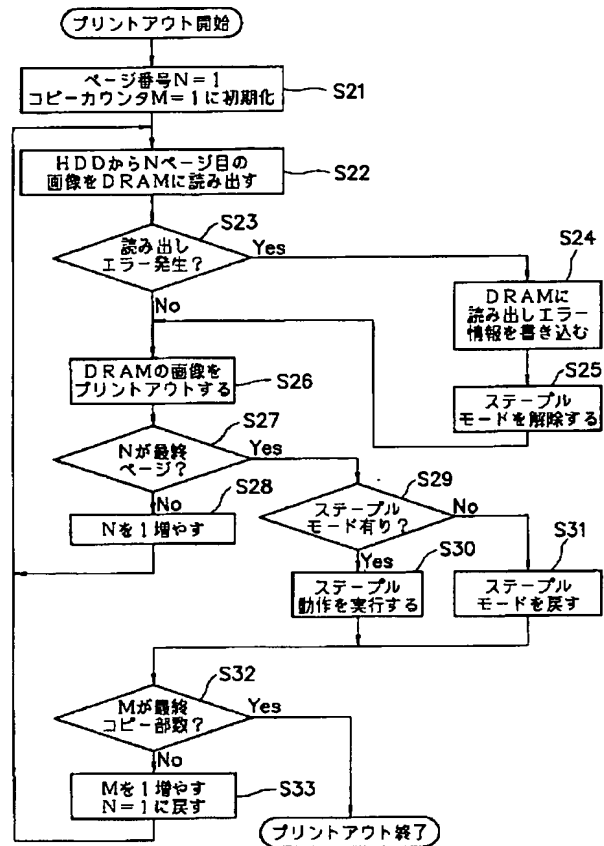 プリントアウト開始
ページ番号N=1
コピーカウンタM=1に初期化
S21
HDDからNページ目の
画像をDRAMに読み出す
S22
S23
読み出し
エラー発生?
Yes
No
S24
DRAMに
読み出しエラー
情報を書き込む
S25
ステープル
モードを解除する
DRAMの画像を
プリントアウトする
S26
S27
Nが最終
ページ?
Yes
No
S28
Nを1増やす
S29
ステープル
モード有り?
No
Yes
S30
ステープル
動作を実行する
S31
ステープル
モードを戻す
S32
Mが最終
コピー部数?
Yes
No
Mを1増やす
N=1に戻す
S33
プリントアウト終了